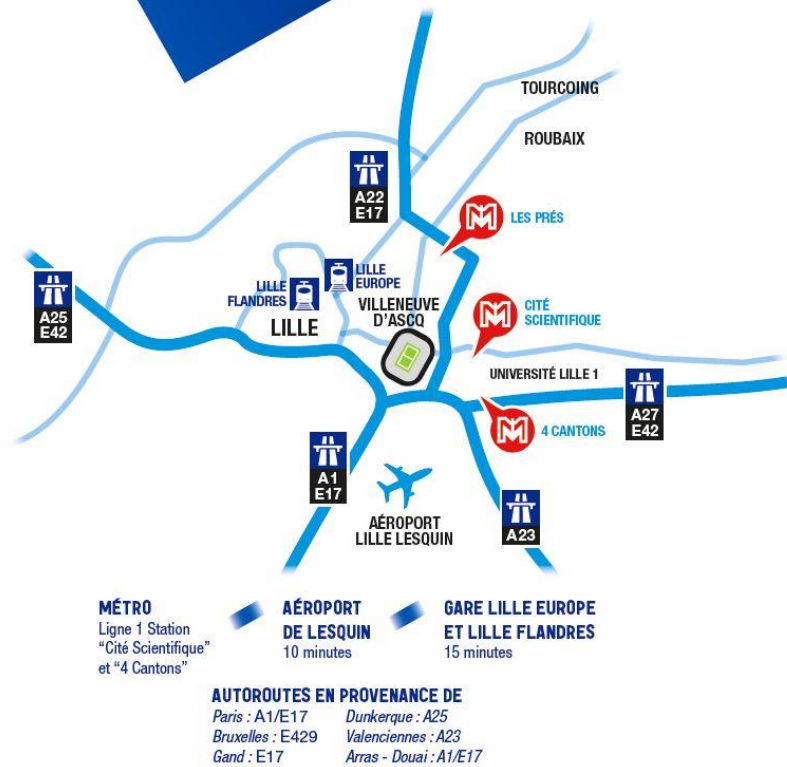 TOURCOING
ROUBAIX
A22
E17
LES PRÉS
LILLE
EUROPE
LILLE
FLANDRES
A25
E42
VILLENEUVE
D'ASCQ
CITÉ
SCIENTIFIQUE
LILLE
UNIVERSITÉ LILLE 1
A27
E42
4 CANTONS
A1
E17
A23
AÉROPORT
LILLE LESQUIN
MÉTRO
Ligne 1 Station
"Cité Scientifique"
et "4 Cantons"
AÉROPORT
DE LESQUIN
10 minutes
GARE LILLE EUROPE
ET LILLE FLANDRES
15 minutes
AUTOROUTES EN PROVENANCE DE
Paris : A1/E17
Bruxelles : E429
Gand : E17
Dunkerque : A25
Valenciennes : A23
Arras - Douai : A1/E17